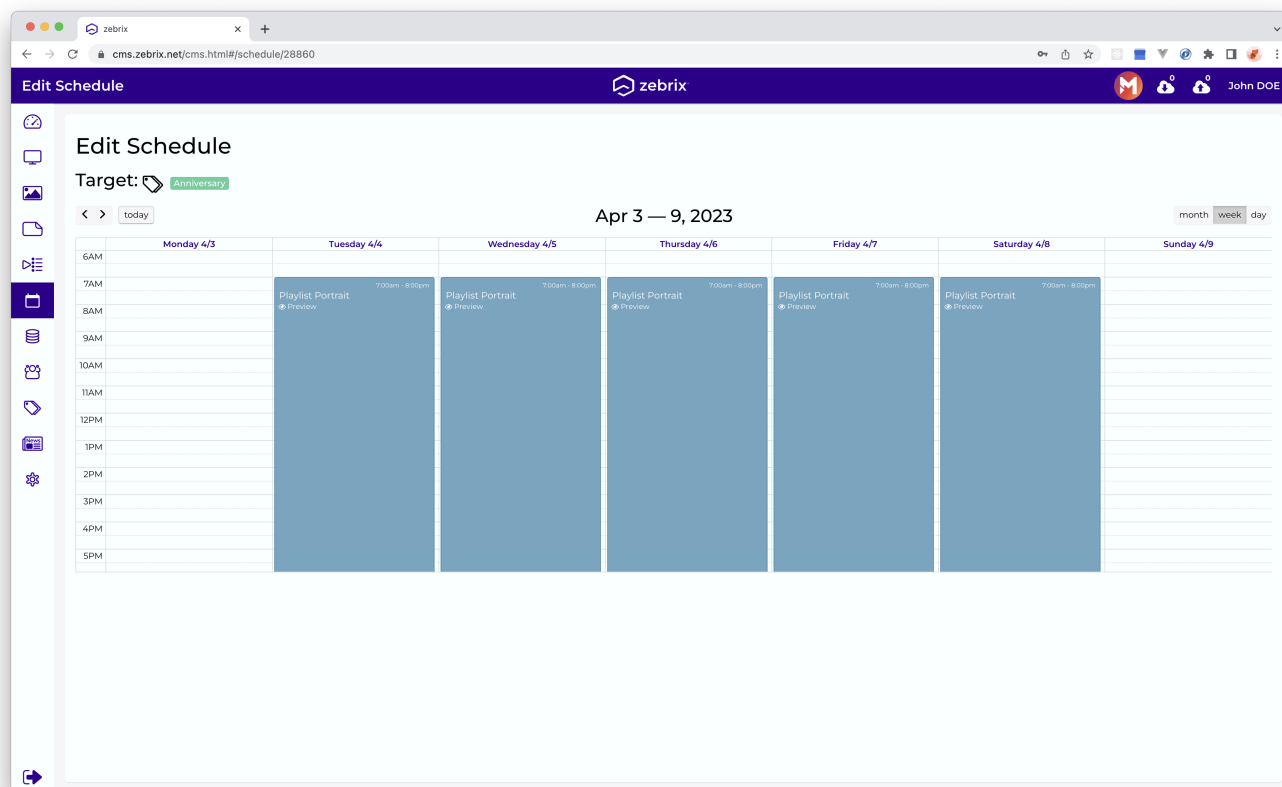 zebrix
cms.zebrix.net/cms.html#/schedule/28860
Edit Schedule
zebrix
0
0
John DOE
Edit Schedule
Target:
Anniversary
today
Apr 3 — 9, 2023
month week day
Monday 4/3 Tuesday 4/4 Wednesday 4/5 Thursday 4/6 Friday 4/7 Saturday 4/8 Sunday 4/9
6AM
7AM
7:00am - 8:00pm 7:00am - 8:00pm 7:00am - 8:00pm 7:00am - 8:00pm 7:00am - 8:00pm
Playlist Portrait Playlist Portrait Playlist Portrait Playlist Portrait Playlist Portrait
Preview Preview Preview Preview Preview
8AM
9AM
10AM
11AM
12PM
1PM
2PM
3PM
4PM
5PM
News